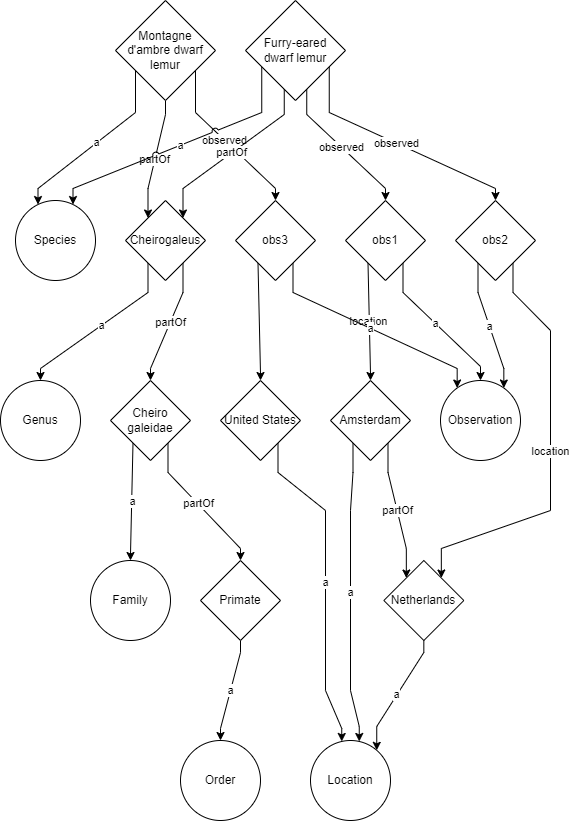 Montagne
d'ambre dwarf
lemur
Furry-eared
dwarf lemur
a
partOf
observed
a
partOf
observed
observed
Species
Cheirogaleus
obs3
obs1
obs2
a
partOf
location
a
a
a
location
Genus
Cheiro
galeidae
United States
Amsterdam
Observation
a
partOf
partOf
a
a
Family
Primate
Netherlands
a
a
Order
Location